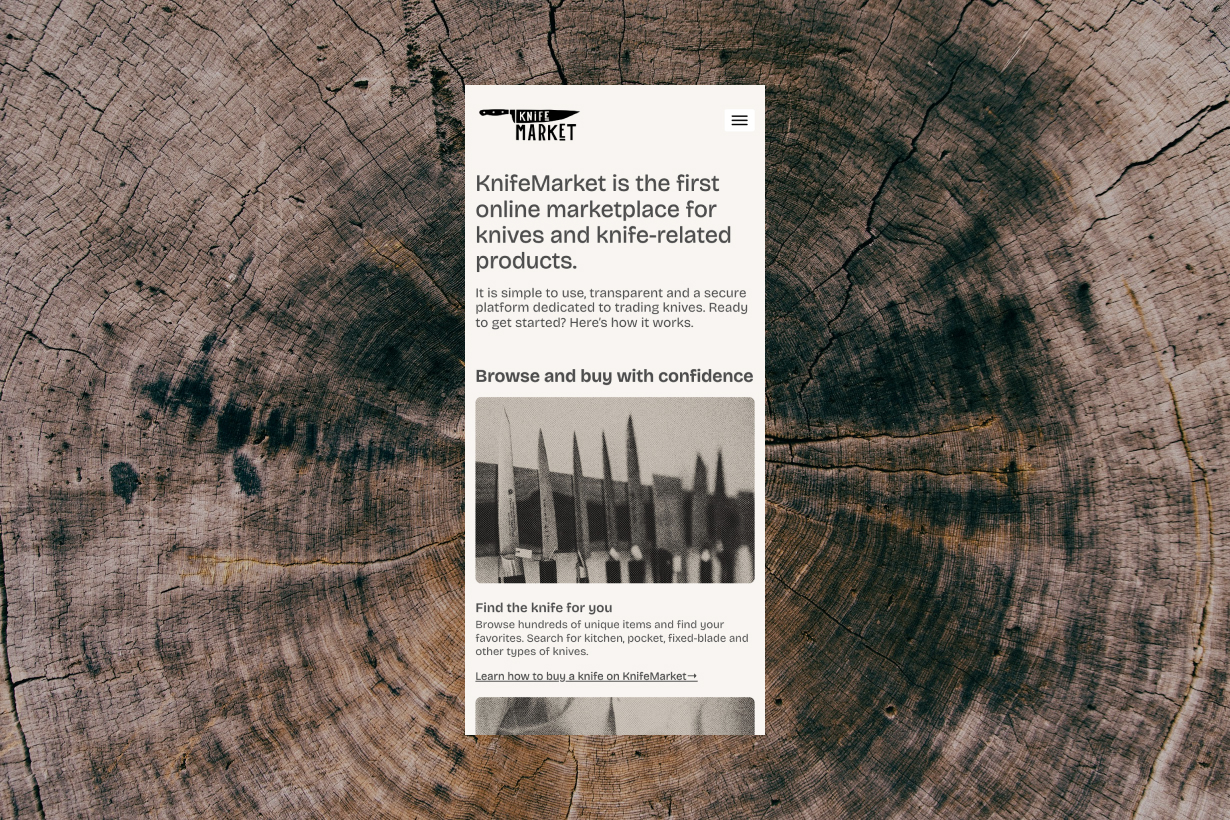 KNIFE
MARKET
KnifeMarket is the first
online marketplace for
knives and knife-related
products.
It is simple to use, transparent and a secure
platform dedicated to trading knives. Ready
to get started? Here’s how it works.
Browse and buy with confidence
Find the knife for you
Browse hundreds of unique items and find your
favorites. Search for kitchen, pocket, fixed-blade and
other types of knives.
Learn how to buy a knife on KnifeMarket→